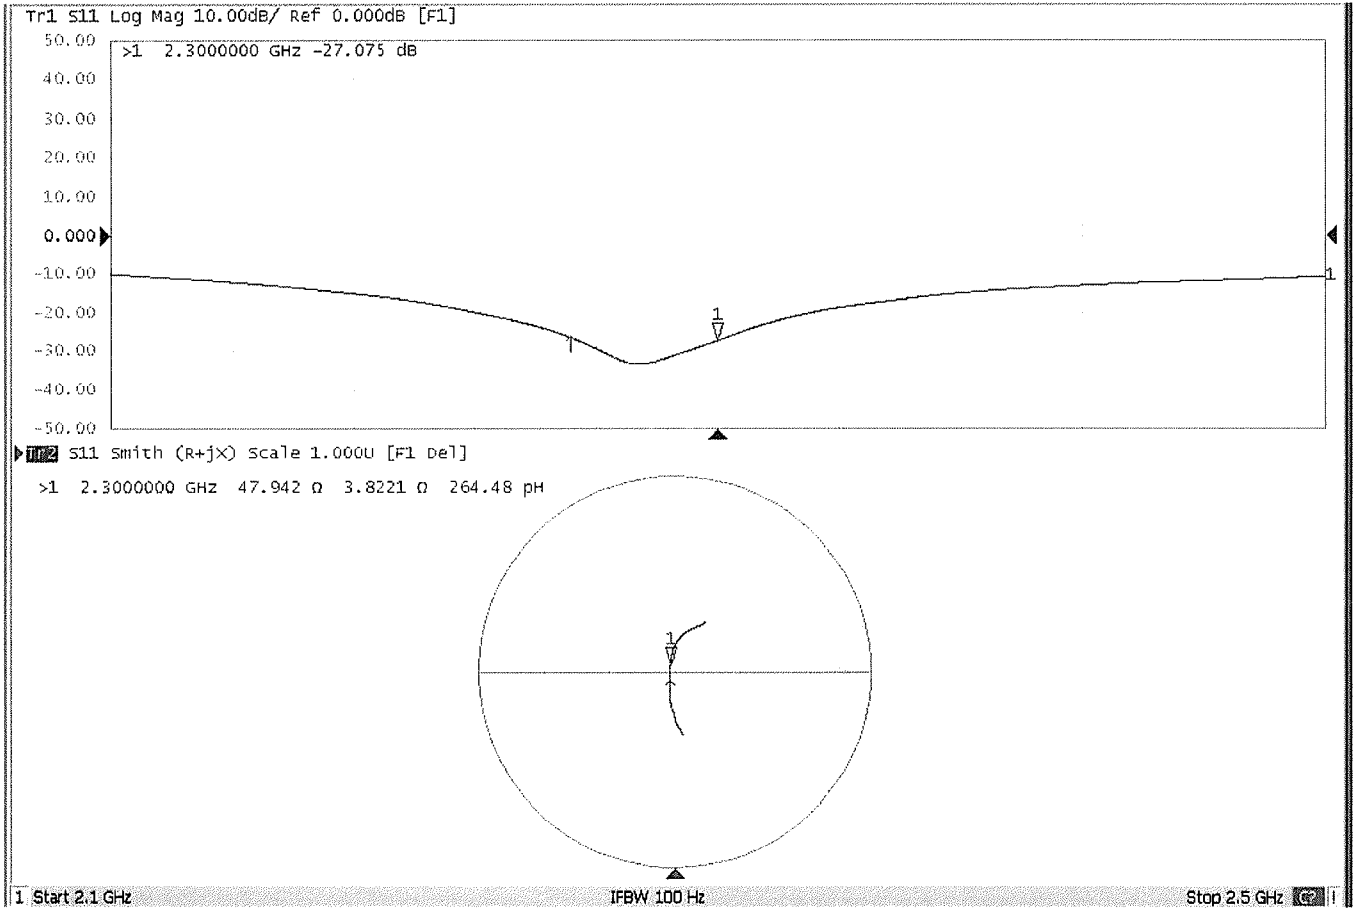 Tr1 S11 Log Mag 10.00dB/ Ref 0.000dB [F1]
50.00
>1 2.3000000 GHz -27.075 dB
40.00
30.00
20.00
10.00
0.000
-10.00
1
-20.00
1
-30.00
-40.00
-50.00
Tr2 S11 Smith (R+jX) Scale 1.000U [F1 Del]
>1 2.3000000 GHz 47.942 Ω 3.8221 Ω 264.48 pH
1
1 Start 2.1 GHz IFBW 100 Hz Stop 2.5 GHz C? !